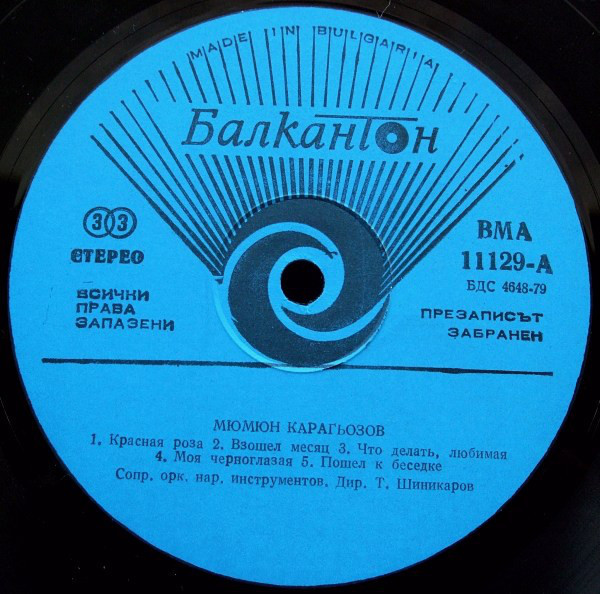 MADE IN BULGARIA
БАЛКАНТОН
33
СТЕРЕО
ВСИЧКИ
ПРАВА
ЗАПАЗЕНИ
ВМА
11129-А
БДС 4648-79
ПРЕЗАПИСЪТ
ЗАБРАНЕН
МЮМЮН КАРАГЬОЗОВ
1. Красная роза 2. Взошел месяц 3. Что делать, любимая
4. Моя черноглазая 5. Пошел к беседке
Сопр. орк. нар. инструментов. Дир. Т. Шиникаров